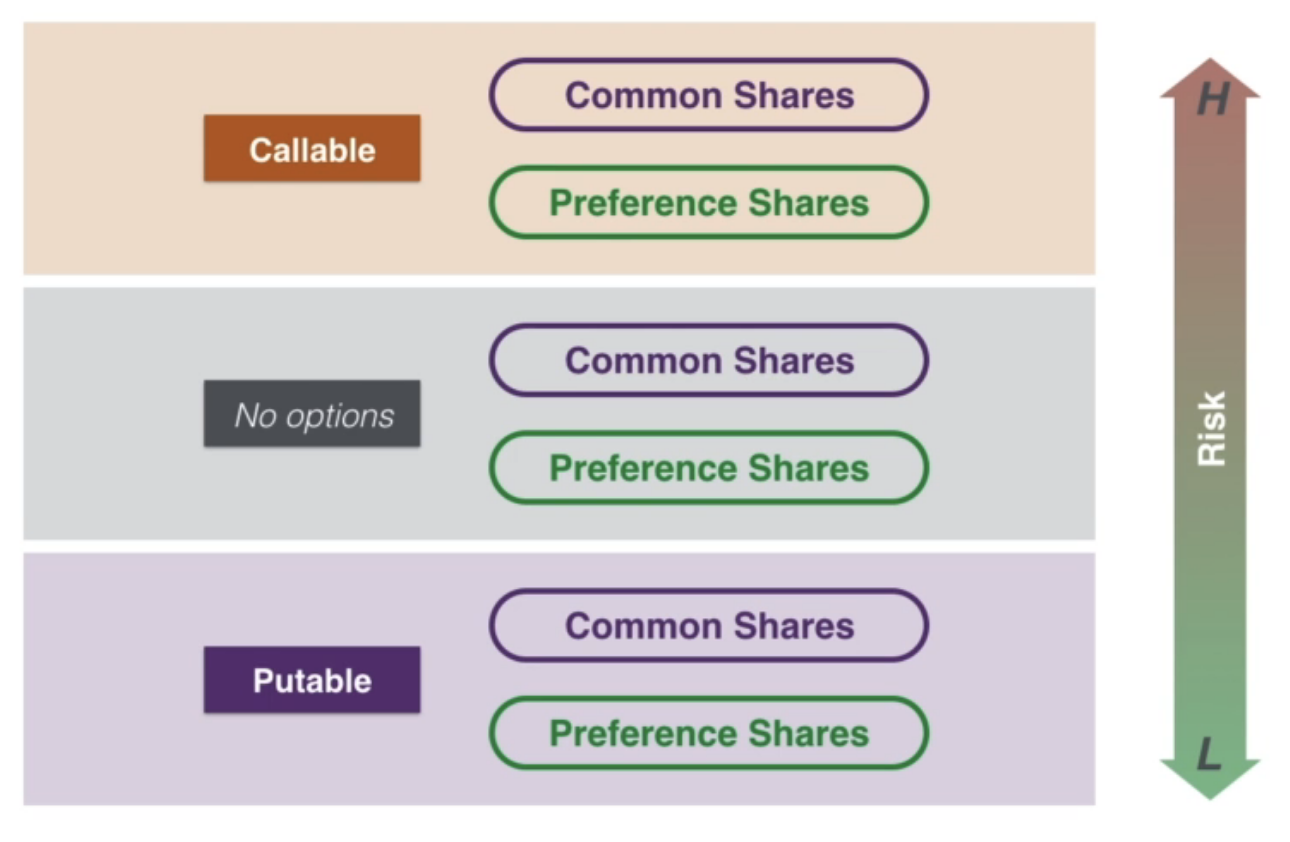 Callable
Common Shares
Preference Shares
No options
Common Shares
Preference Shares
Putable
Common Shares
Preference Shares
H
Risk
L